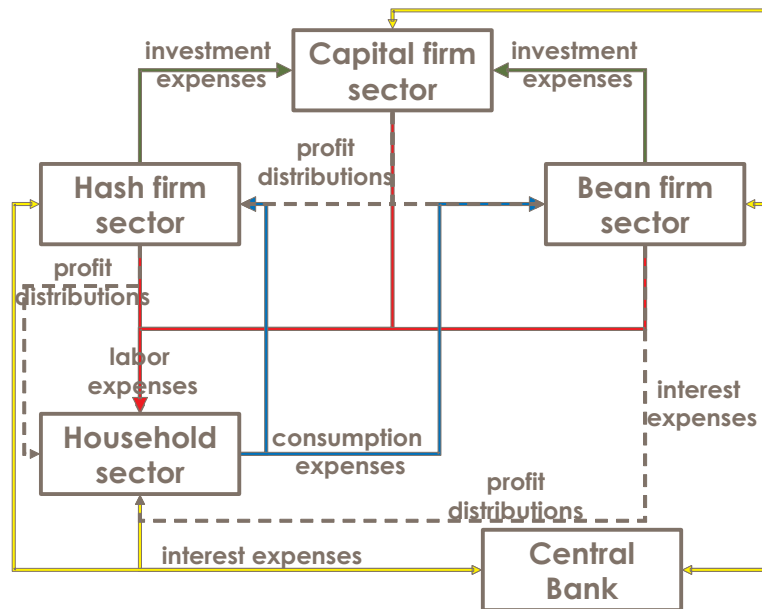 investment
expenses
Capital firm
sector
investment
expenses
profit
distributions
Hash firm
sector
Bean firm
sector
profit
distributions
labor
expenses
interest
expenses
Household
sector
consumption
expenses
profit
distributions
interest expenses
Central
Bank